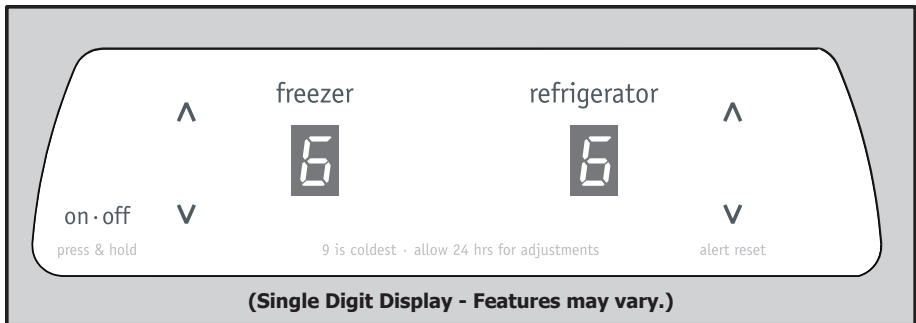 freezer refrigerator
6 6
on·off
press & hold 9 is coldest · allow 24 hrs for adjustments alert reset
(Single Digit Display - Features may vary.)